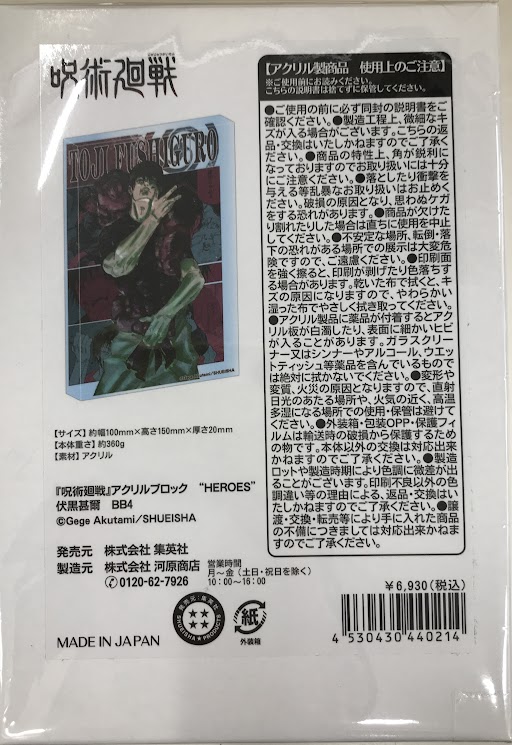 呪術廻戦
TOJI FUSHIGURO
【サイズ】約幅100mm×高さ150mm×厚さ20mm
【本体重さ】約360g
【素材】アクリル
『呪術廻戦』アクリルブロック “HEROES”
伏黒甚爾 BB4
©Gege Akutami/SHUEISHA
発売元 株式会社 集英社
製造元 株式会社 河原商店
0120-62-7926
営業時間
月〜金(土日・祝日を除く)
10:00〜16:00
MADE IN JAPAN
発売元:集英社
SHUEISHA PRODUCTS
紙
外装箱
【アクリル製商品 使用上のご注意】
※ご使用前にお読みください。
こちらの説明書は捨てずに保管してください。
●ご使用の前に必ず同封の説明書をご
確認ください。●製造工程上、微細なキ
ズが入る場合がございます。こちらの返
品・交換はいたしかねますのでご了承く
ださい。●商品の特性上、角が鋭利に
なっておりますのでお取り扱いには十分
にご注意ください。●落としたり衝撃
を与える等乱暴なお取り扱いはお止めく
ださい。破損の原因となり、思わぬケガ
をする恐れがあります。●商品が欠けた
り割れたりした場合は直ちに使用を中止
してください。●不安定な場所、転倒・落
下の恐れがある場所での展示は大変危
険ですので、ご遠慮ください。●印刷面
を強く擦ると、印刷が剥げたり色落ちす
る場合があります。乾いた布で拭くと、キ
ズの原因になりますので、やわらかい
湿った布でやさしく拭き取ってください。
●アクリル製品に薬品が付着するとアク
リル板が白濁したり、表面に細かいヒビ
が入ることがあります。ガラスクリー
ナー又はシンナーやアルコール、ウエッ
トティッシュ等薬品を含んでいるもので
は絶対に拭かないでください。●変形や
変質、火災の原因となりますので、直射
日光のあたる場所や、火気の近く、高温
多湿になる場所での使用・保管は避けて
ください。●外装箱・包装OPP・保護フィ
ルムは輸送時の破損から保護するため
の物です。本体以外の交換は対応出来
かねますのでご了承ください。●製造
ロットや製造時期により色調に微差が出
ることがございます。印刷不良以外の色
調違い等の理由による、返品・交換はい
たしかねますのでご了承ください。●譲
渡、交換・転売等により手に入れた商品
の不備につきましては対応出来かねま
すのでご了承ください。
¥6,930(税込)
4 530430 440214